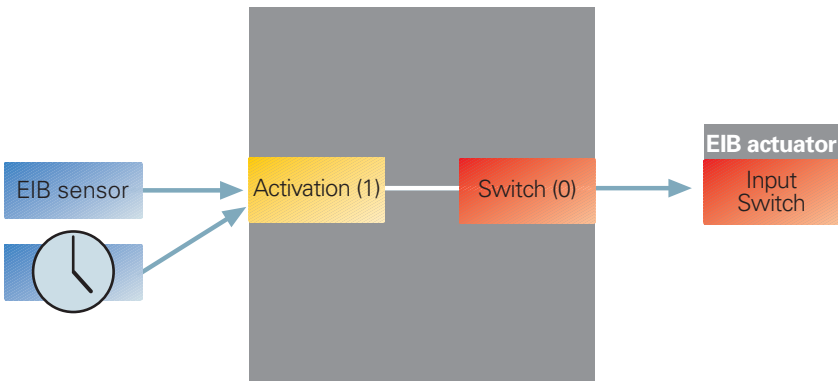 EIB sensor
Activation (1)
Switch (0)
EIB actuator
Input
Switch